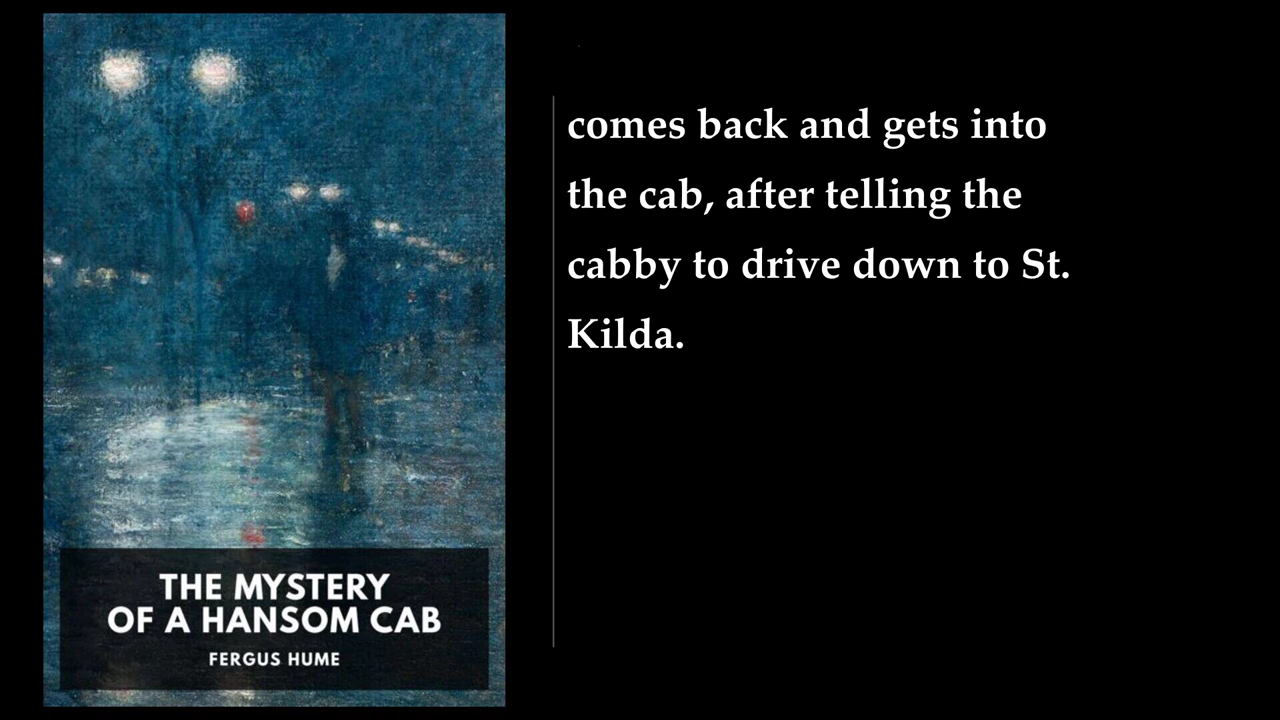 comes back and gets into
the cab, after telling the
cabby to drive down to St.
Kilda.
THE MYSTERY
OF A HANSOM CAB
FERGUS HUME